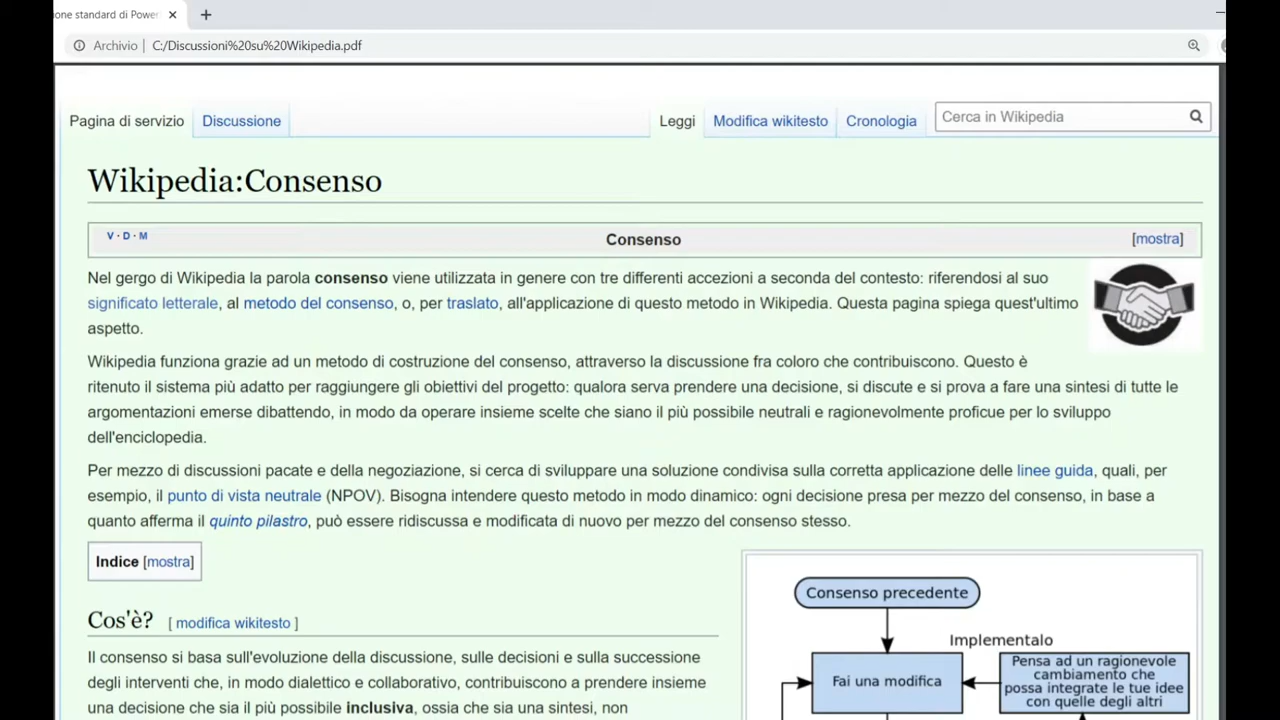 one standard di Power
Archivio C:/Discussioni%20su%20Wikipedia.pdf
Pagina di servizio Discussione Leggi Modifica wikitesto Cronologia Cerca in Wikipedia
Wikipedia:Consenso
V · D · M Consenso [mostra]
Nel gergo di Wikipedia la parola consenso viene utilizzata in genere con tre differenti accezioni a seconda del contesto: riferendosi al suo
significato letterale, al metodo del consenso, o, per traslato, all'applicazione di questo metodo in Wikipedia. Questa pagina spiega quest'ultimo
aspetto.
Wikipedia funziona grazie ad un metodo di costruzione del consenso, attraverso la discussione fra coloro che contribuiscono. Questo è
ritenuto il sistema più adatto per raggiungere gli obiettivi del progetto: qualora serva prendere una decisione, si discute e si prova a fare una sintesi di tutte le
argomentazioni emerse dibattendo, in modo da operare insieme scelte che siano il più possibile neutrali e ragionevolmente proficue per lo sviluppo
dell'enciclopedia.
Per mezzo di discussioni pacate e della negoziazione, si cerca di sviluppare una soluzione condivisa sulla corretta applicazione delle linee guida, quali, per
esempio, il punto di vista neutrale (NPOV). Bisogna intendere questo metodo in modo dinamico: ogni decisione presa per mezzo del consenso, in base a
quanto afferma il quinto pilastro, può essere ridiscussa e modificata di nuovo per mezzo del consenso stesso.
Indice [mostra]
Cos'è? [ modifica wikitesto ]
Il consenso si basa sull'evoluzione della discussione, sulle decisioni e sulla successione
degli interventi che, in modo dialettico e collaborativo, contribuiscono a prendere insieme
una decisione che sia il più possibile inclusiva, ossia che sia una sintesi, non
Consenso precedente
Implementalo
Fai una modifica
Pensa ad un ragionevole
cambiamento che
possa integrate le tue idee
con quelle degli altri